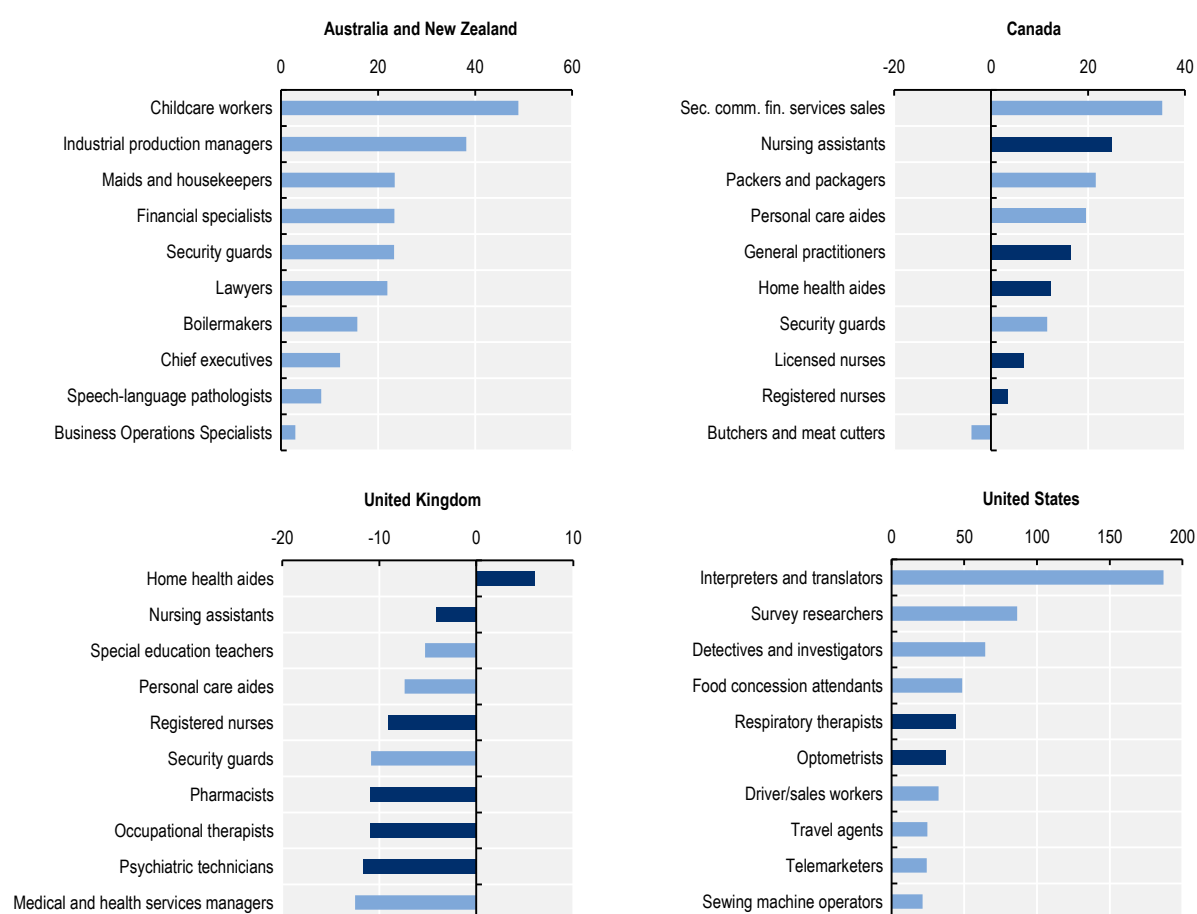 Australia and New Zealand
0 20 40 60
Childcare workers
Industrial production managers
Maids and housekeepers
Financial specialists
Security guards
Lawyers
Boilermakers
Chief executives
Speech-language pathologists
Business Operations Specialists
Canada
-20 0 20 40
Sec. comm. fin. services sales
Nursing assistants
Packers and packagers
Personal care aides
General practitioners
Home health aides
Security guards
Licensed nurses
Registered nurses
Butchers and meat cutters
United Kingdom
-20 -10 0 10
Home health aides
Nursing assistants
Special education teachers
Personal care aides
Registered nurses
Security guards
Pharmacists
Occupational therapists
Psychiatric technicians
Medical and health services managers
United States
0 50 100 150 200
Interpreters and translators
Survey researchers
Detectives and investigators
Food concession attendants
Respiratory therapists
Optometrists
Driver/sales workers
Travel agents
Telemarketers
Sewing machine operators